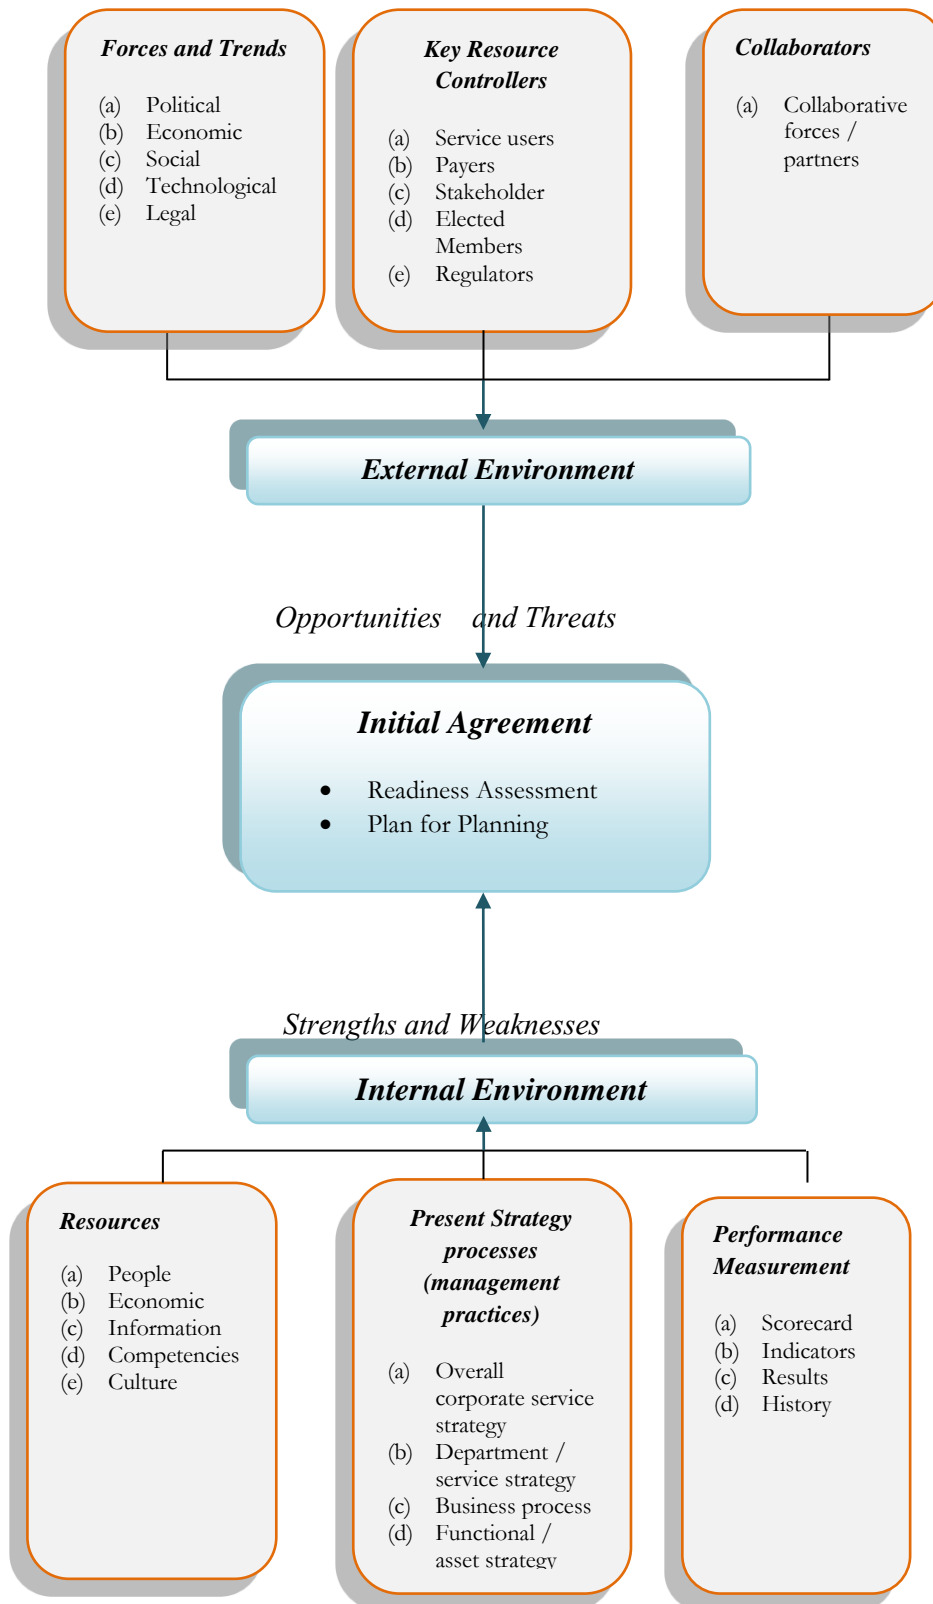 Forces and Trends
(a) Political
(b) Economic
(c) Social
(d) Technological
(e) Legal
Key Resource
Controllers
(a) Service users
(b) Payers
(c) Stakeholder
(d) Elected
Members
(e) Regulators
Collaborators
(a) Collaborative
forces /
partners
External Environment
Opportunities and Threats
Initial Agreement
• Readiness Assessment
• Plan for Planning
Strengths and Weaknesses
Internal Environment
Resources
(a) People
(b) Economic
(c) Information
(d) Competencies
(e) Culture
Present Strategy
processes
(management
practices)
(a) Overall
corporate service
strategy
(b) Department /
service strategy
(c) Business process
(d) Functional /
asset strategy
Performance
Measurement
(a) Scorecard
(b) Indicators
(c) Results
(d) History